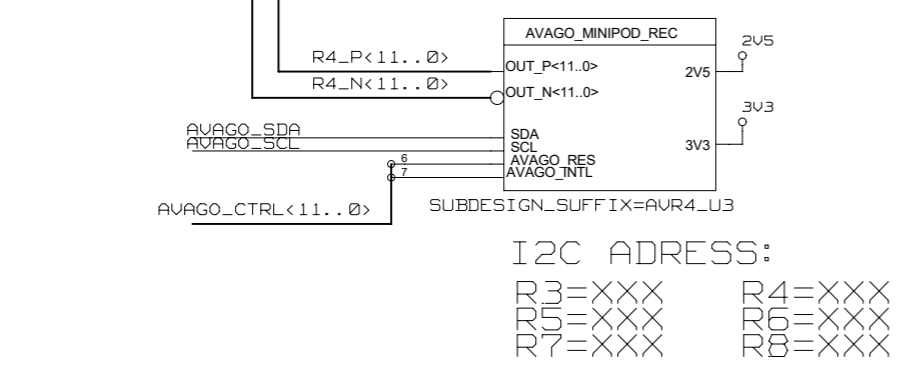 AVAGO_MINIPOD_REC
2V5
R4_P<11..0>
OUT_P<11..0>
2V5
R4_N<11..0>
OUT_N<11..0>
3V3
AVAGO_SDA
SDA
AVAGO_SCL
SCL
3V3
6
AVAGO_RES
7
AVAGO_INTL
AVAGO_CTRL<11..0>
SUBDESIGN_SUFFIX=AVR4_U3
I2C ADRESS:
R3=XXX R4=XXX
R5=XXX R6=XXX
R7=XXX R8=XXX